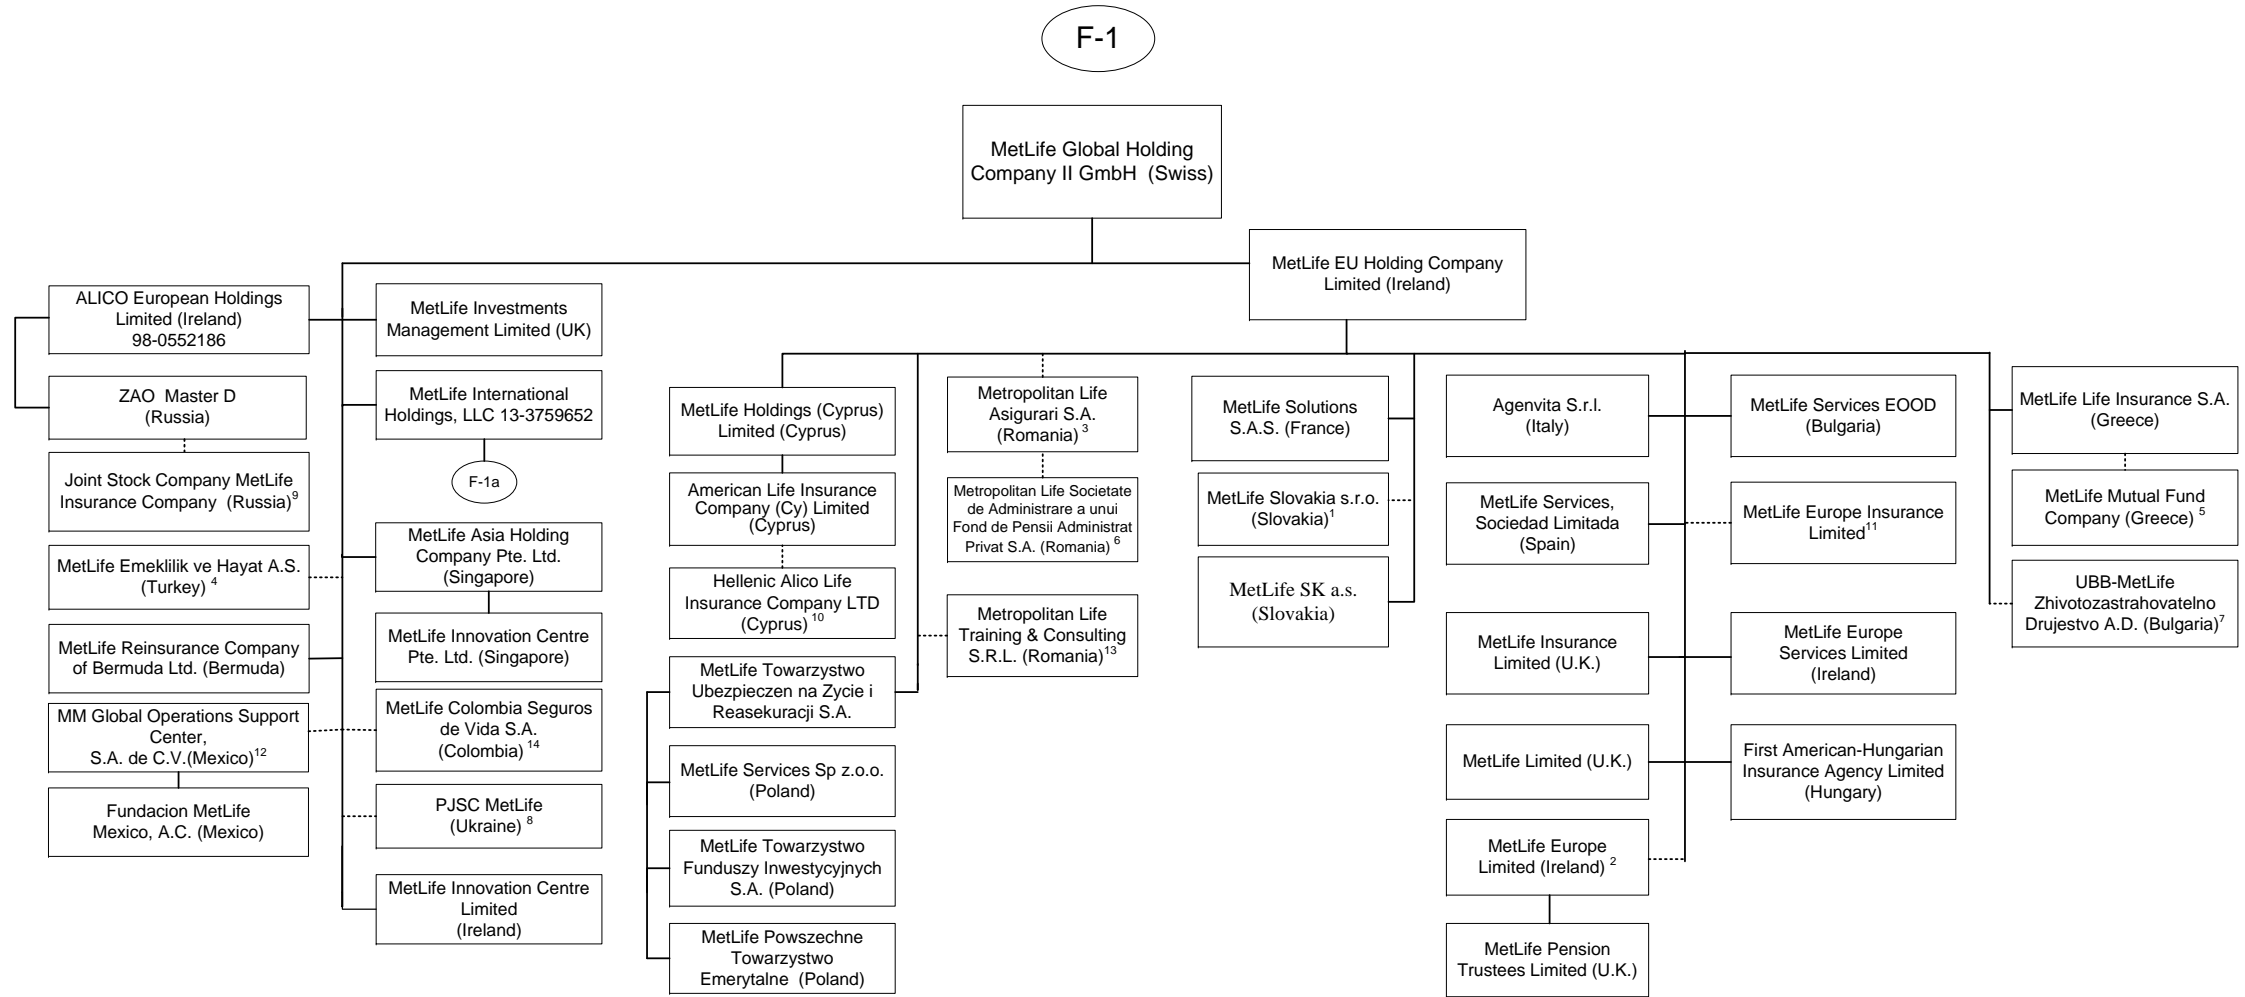 F-1
MetLife Global Holding
Company II GmbH (Swiss)
MetLife EU Holding Company
Limited (Ireland)
ALICO European Holdings
Limited (Ireland)
98-0552186
ZAO Master D
(Russia)
Joint Stock Company MetLife
Insurance Company (Russia)9
MetLife Emeklilik ve Hayat A.S.
(Turkey) 4
MetLife Reinsurance Company
of Bermuda Ltd. (Bermuda)
MM Global Operations Support
Center,
S.A. de C.V.(Mexico)12
Fundacion MetLife
Mexico, A.C. (Mexico)
MetLife Investments
Management Limited (UK)
MetLife International
Holdings, LLC 13-3759652
F-1a
MetLife Asia Holding
Company Pte. Ltd.
(Singapore)
MetLife Innovation Centre
Pte. Ltd. (Singapore)
MetLife Colombia Seguros
de Vida S.A.
(Colombia) 14
PJSC MetLife
(Ukraine) 8
MetLife Innovation Centre
Limited
(Ireland)
MetLife Holdings (Cyprus)
Limited (Cyprus)
American Life Insurance
Company (Cy) Limited
(Cyprus)
Hellenic Alico Life
Insurance Company LTD
(Cyprus) 10
MetLife Towarzystwo
Ubezpieczen na Zycie i
Reasekuracji S.A.
MetLife Services Sp z.o.o.
(Poland)
MetLife Towarzystwo
Funduszy Inwestycyjnych
S.A. (Poland)
MetLife Powszechne
Towarzystwo
Emerytalne (Poland)
Metropolitan Life
Asigurari S.A.
(Romania) 3
Metropolitan Life Societate
de Administrare a unui
Fond de Pensii Administrat
Privat S.A. (Romania) 6
Metropolitan Life
Training & Consulting
S.R.L. (Romania)13
MetLife Solutions
S.A.S. (France)
MetLife Slovakia s.r.o.
(Slovakia)1
MetLife SK a.s.
(Slovakia)
Agenvita S.r.l.
(Italy)
MetLife Services,
Sociedad Limitada
(Spain)
MetLife Insurance
Limited (U.K.)
MetLife Limited (U.K.)
MetLife Europe
Limited (Ireland) 2
MetLife Pension
Trustees Limited (U.K.)
MetLife Services EOOD
(Bulgaria)
MetLife Europe Insurance
Limited11
MetLife Europe
Services Limited
(Ireland)
First American-Hungarian
Insurance Agency Limited
(Hungary)
MetLife Life Insurance S.A.
(Greece)
MetLife Mutual Fund
Company (Greece) 5
UBB-MetLife
Zhivotozastrahovatelno
Drujestvo A.D. (Bulgaria)7